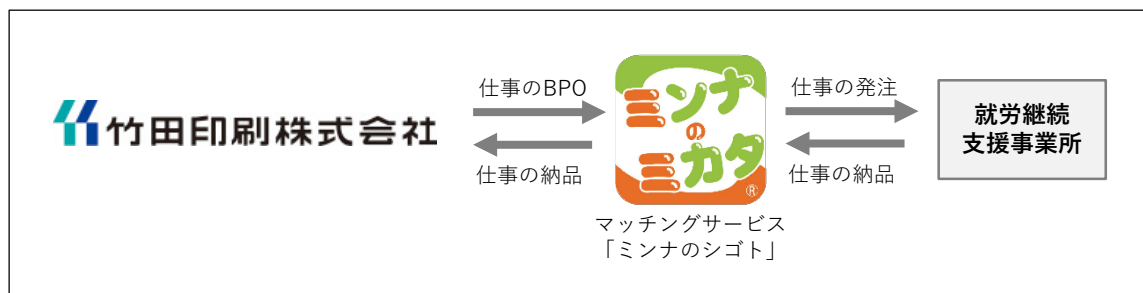 竹田印刷株式会社
仕事のBPO
仕事の納品
ミンナ
の
ミカタ
®
マッチングサービス
「ミンナのシゴト」
仕事の発注
仕事の納品
就労継続
支援事業所